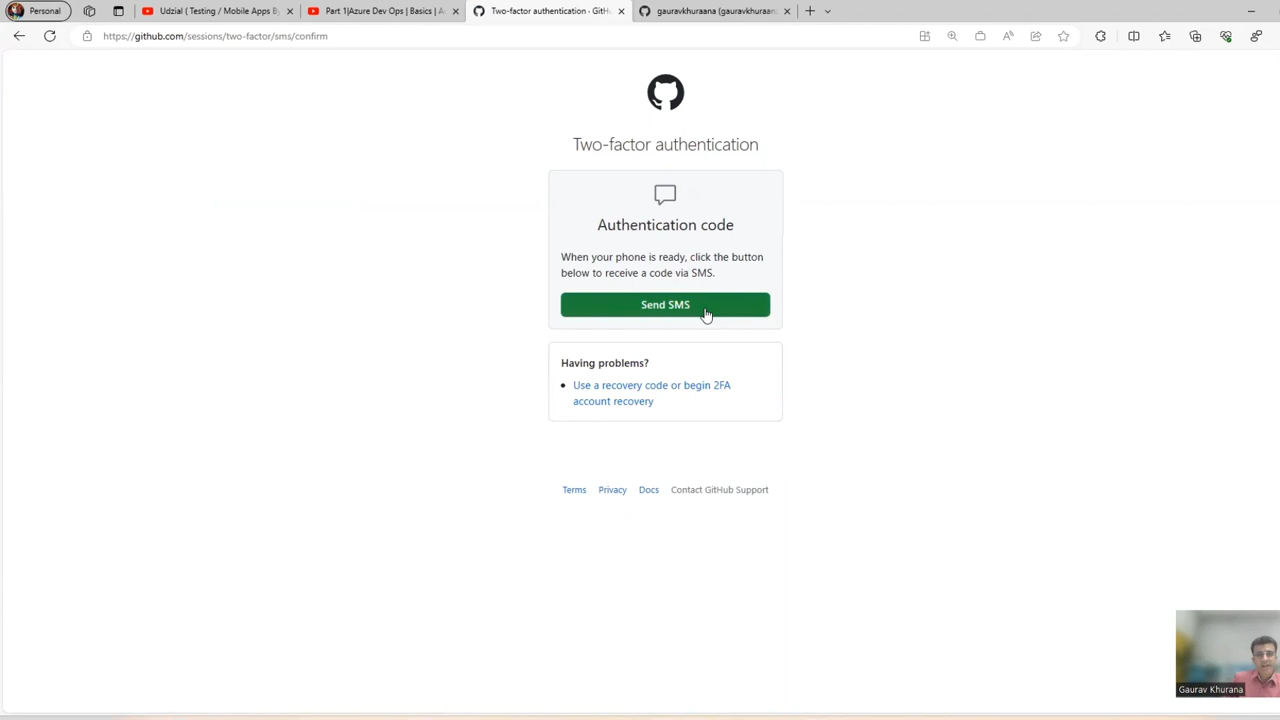 Personal
Udzial ( Testing / Mobile Apps By
Part 1|Azure Dev Ops | Basics | A
Two-factor authentication · GitHu
gauravkhuraana (gauravkhuraana
https://github.com/sessions/two-factor/sms/confirm
Two-factor authentication
Authentication code
When your phone is ready, click the button
below to receive a code via SMS.
Send SMS
Having problems?
Use a recovery code or begin 2FA
account recovery
Terms
Privacy
Docs
Contact GitHub Support
Gaurav Khurana